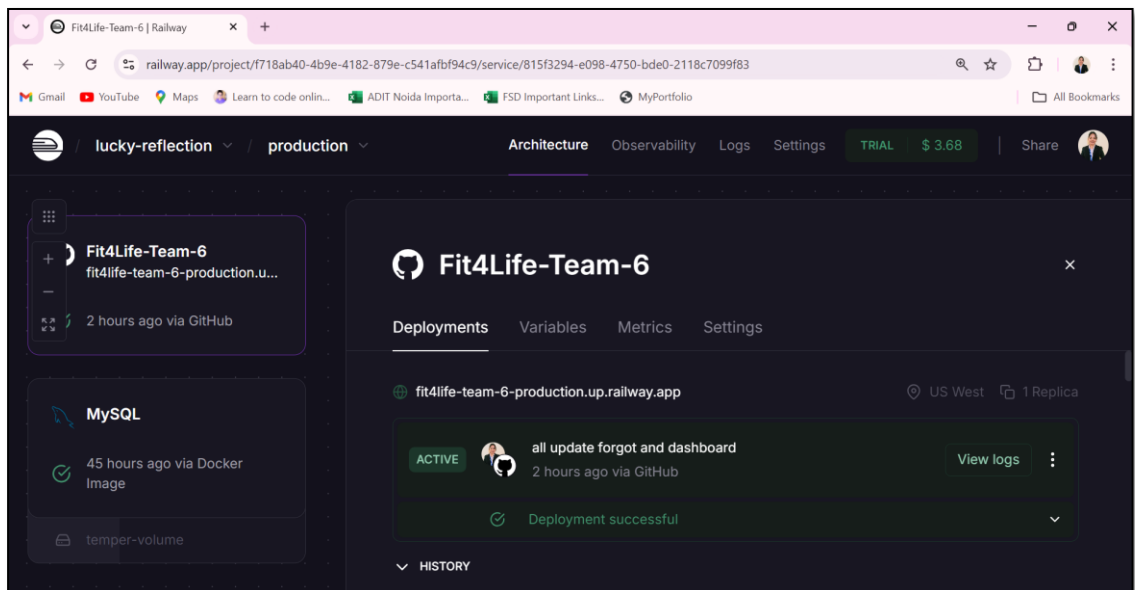 Fit4Life-Team-6 | Railway
railway.app/project/f718ab40-4b9e-4182-879e-c541afbf94c9/service/815f3294-e098-4750-bde0-2118c7099f83
Gmail YouTube Maps Learn to code onlin... ADIT Noida Importa... FSD Important Links... MyPortfolio All Bookmarks
/ lucky-reflection / production Architecture Observability Logs Settings TRIAL $ 3.68 Share
Fit4Life-Team-6
fit4life-team-6-production.u...
2 hours ago via GitHub
MySQL
45 hours ago via Docker
Image
temper-volume
Fit4Life-Team-6
Deployments Variables Metrics Settings
fit4life-team-6-production.up.railway.app US West 1 Replica
ACTIVE all update forgot and dashboard
2 hours ago via GitHub
View logs
Deployment successful
HISTORY